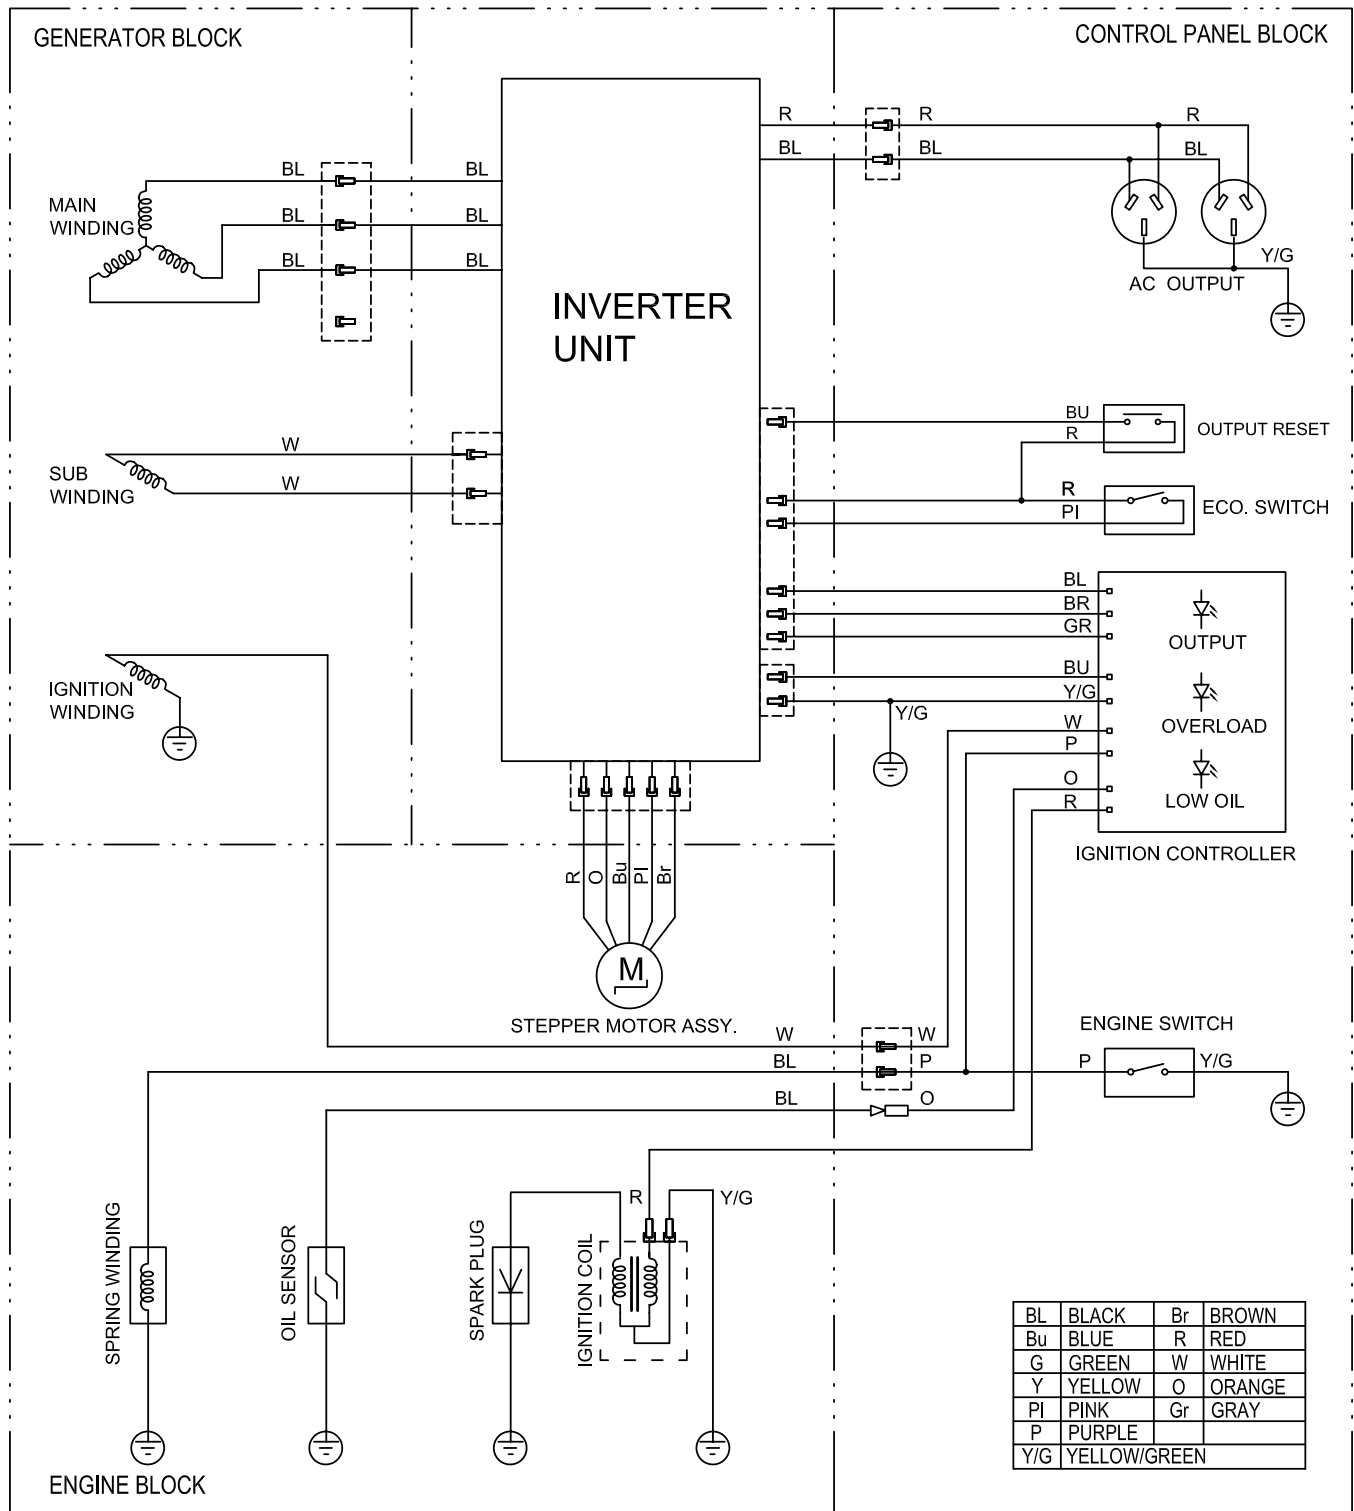 GENERATOR BLOCK
CONTROL PANEL BLOCK
R
R
R
BL
BL
BL
BL
BL
MAIN
WINDING
BL
BL
BL
BL
Y/G
AC OUTPUT
INVERTER
UNIT
BU
R
OUTPUT RESET
W
SUB
WINDING
W
R
PI
ECO. SWITCH
BL
BR
GR
OUTPUT
BU
Y/G
IGNITION
WINDING
Y/G
W
OVERLOAD
P
O
LOW OIL
R
IGNITION CONTROLLER
R
O
Bu
PI
Br
M
STEPPER MOTOR ASSY.
W
W
ENGINE SWITCH
BL
P
P
Y/G
BL
O
R
Y/G
SPRING WINDING
OIL SENSOR
SPARK PLUG
IGNITION COIL
BL BLACK Br BROWN
Bu BLUE R RED
G GREEN W WHITE
Y YELLOW O ORANGE
PI PINK Gr GRAY
P PURPLE
Y/G YELLOW/GREEN
ENGINE BLOCK